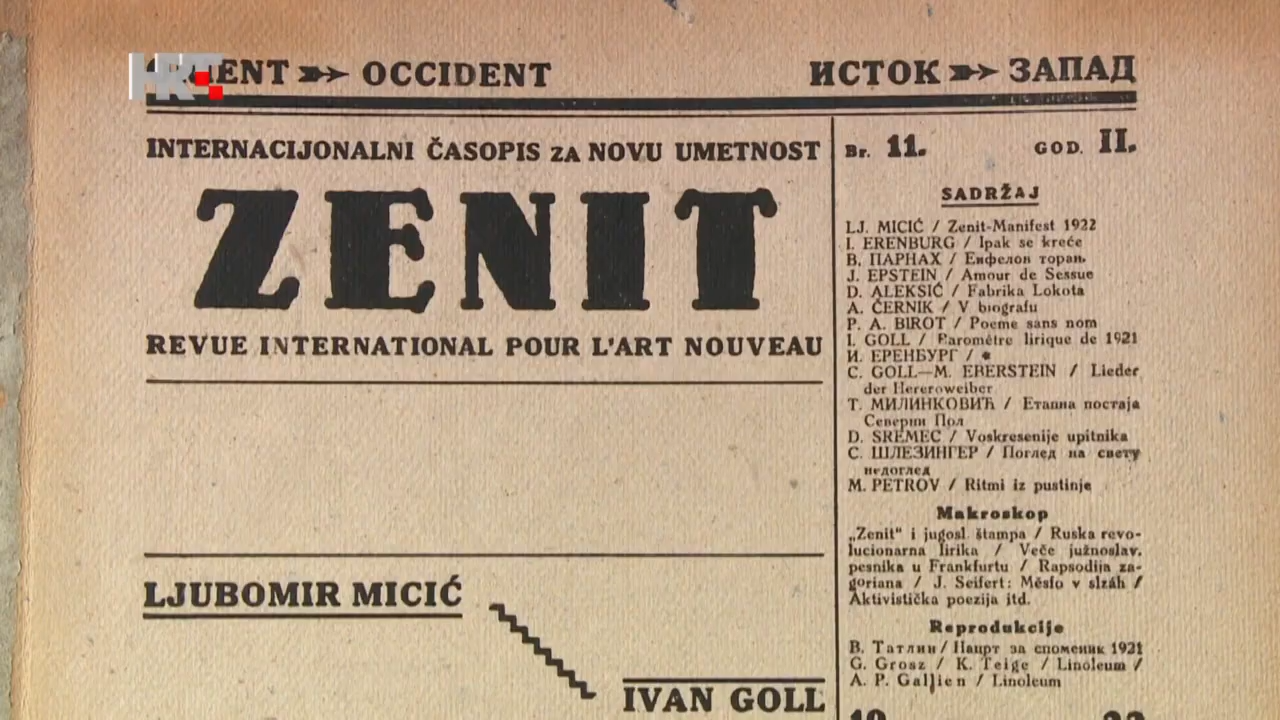 HRT
ENT OCCIDENT
ИСТОК ЗАПАД
INTERNACIJONALNI ČASOPIS ZA NOVU UMETNOST
ZENIT
REVUE INTERNATIONAL POUR L'ART NOUVEAU
LJUBOMIR MICIĆ
IVAN GOLL
Br. 11. GOD. II.
SADRŽAJ
LJ. MICIĆ / Zenit-Manifest 1922
I. ERENBURG / Ipak se kreće
В. ПАРНАХ / Енфелон торањ
J. EPSTEIN / Amour de Sessue
D. ALEKSIĆ / Fabrika Lokota
A. ČERNIK / V biografu
P. A. BIROT / Poeme sans nom
I. GOLL / Barométre lirique de 1921
И. ЕРЕНБУРГ / *
C. GOLL—M. EBERSTEIN / Lieder
der Hereroweiber
Т. МИЛИНКОВИЋ / Етапна постаја
Северни Пол
D. SREMEC / Voskresenije upitnika
С. ШЛЕЗИНГЕР / Поглед на свету
недоглед
M. PETROV / Ritmi iz pustinje
Makroskop
„Zenit“ i jugosl. štampa / Ruska revo-
lucionarna lirika / Veče južnoslav.
pesnika u Frankfurtu / Rapsodija za-
goriana / J. Seifert: Město v slzáh /
Aktivistička poezija itd.
Reprodukcije
В. Татлин / Нацрт за споменик 1921
G. Grosz / K. Teige / Linoleum /
A. P. Gallien / Linoleum